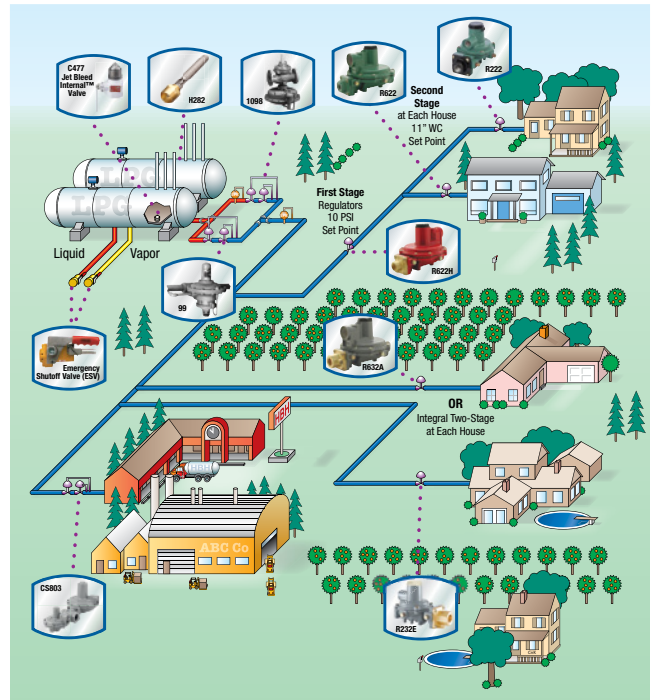 C477
Jet Bleed
Internal™
Valve
H282
1098
R622
R222
Second
Stage
at Each House
11" WC
Set Point
LPG
LPG
First Stage
Regulators
10 PSI
Set Point
R622H
Liquid
Vapor
99
Emergency
Shutoff Valve (ESV)
R632A
OR
Integral Two-Stage
at Each House
HBH
ABC Co
CS803
R232E